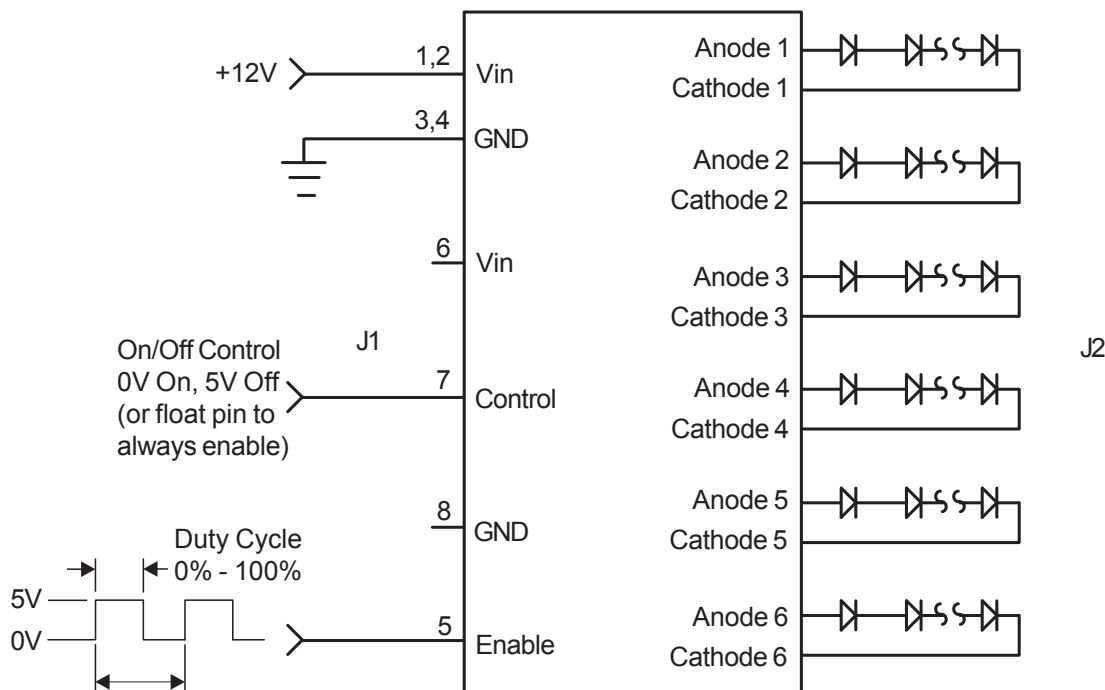 +12V
1,2
Vin
3,4
GND
6
Vin
J1
On/Off Control
0V On, 5V Off
(or float pin to
always enable)
7
Control
8
GND
Duty Cycle
0% - 100%
5V
0V
5
Enable
Anode 1
Cathode 1
Anode 2
Cathode 2
Anode 3
Cathode 3
Anode 4
Cathode 4
Anode 5
Cathode 5
Anode 6
Cathode 6
J2